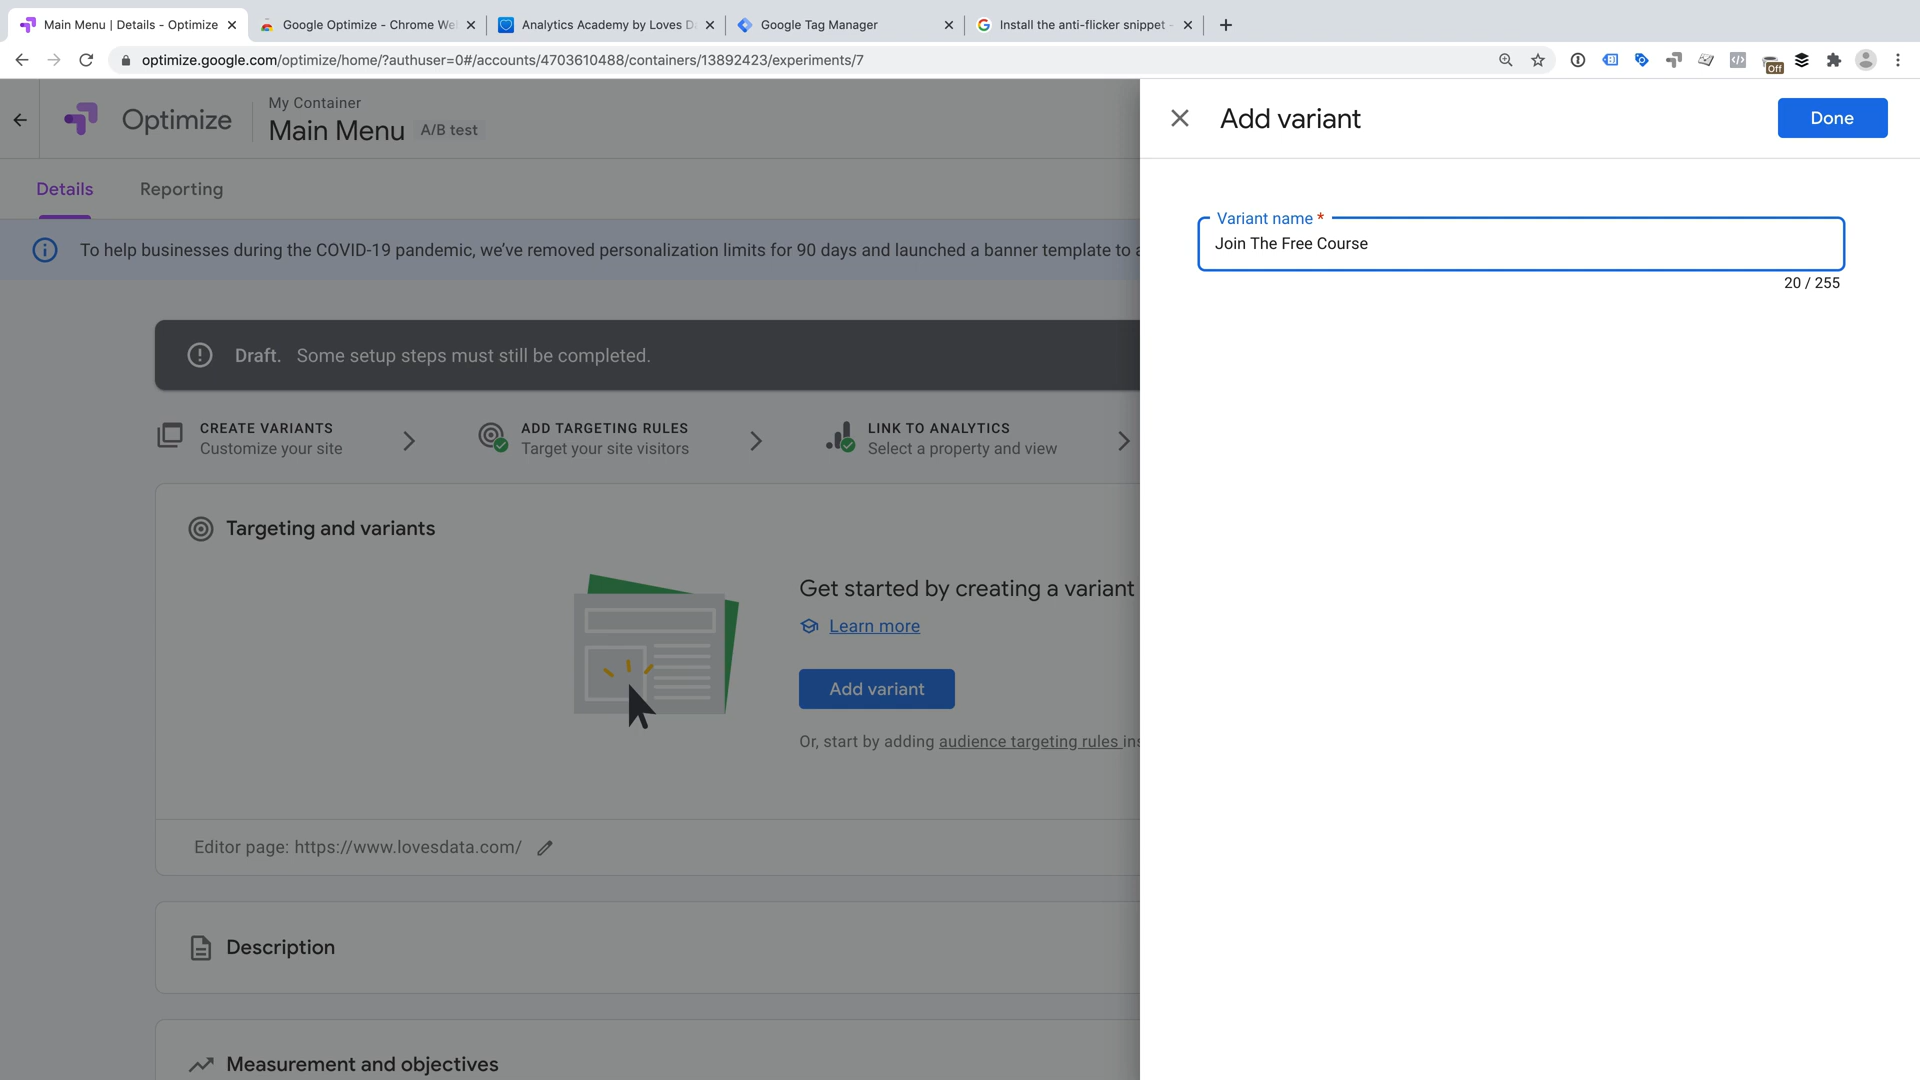 Main Menu | Details - Optimize
Google Optimize - Chrome We
Analytics Academy by Loves D
Google Tag Manager
Install the anti-flicker snippet -
optimize.google.com/optimize/home/?authuser=0#/accounts/4703610488/containers/13892423/experiments/7
Off
Optimize
My Container
Main Menu
A/B test
Add variant
Done
Details
Reporting
Variant name *
Join The Free Course
20 / 255
To help businesses during the COVID-19 pandemic, we've removed personalization limits for 90 days and launched a banner template to a
Draft. Some setup steps must still be completed.
CREATE VARIANTS
Customize your site
ADD TARGETING RULES
Target your site visitors
LINK TO ANALYTICS
Select a property and view
Targeting and variants
Get started by creating a variant
Learn more
Add variant
Or, start by adding audience targeting rules ins
Editor page: https://www.lovesdata.com/
Description
Measurement and objectives